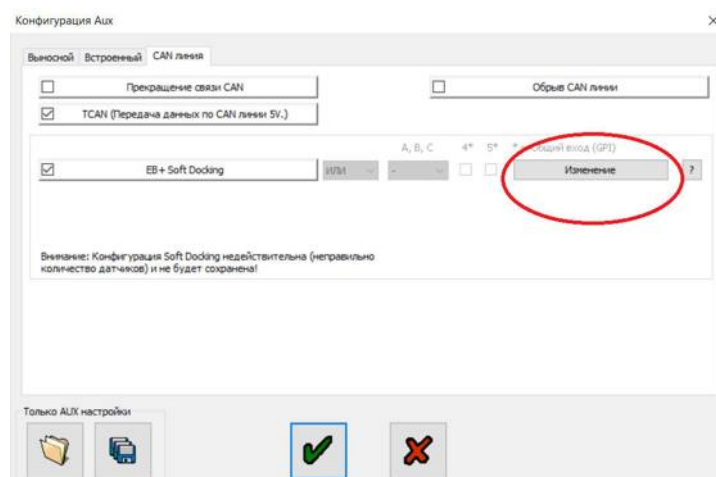 Конфигурация Aux
Выносной Встроенный CAN линия
Прекращение связи CAN
Обрыв CAN линии
TCAN (Передача данных по CAN линии 5V.)
A, B, C 4* 5* * Общий вход (GPI)
EB+ Soft Docking ИЛИ - Изменение ?
Внимание: Конфигурация Soft Docking недействительна (неправильно
количество датчиков) и не будет сохранена!
Только AUX настройки